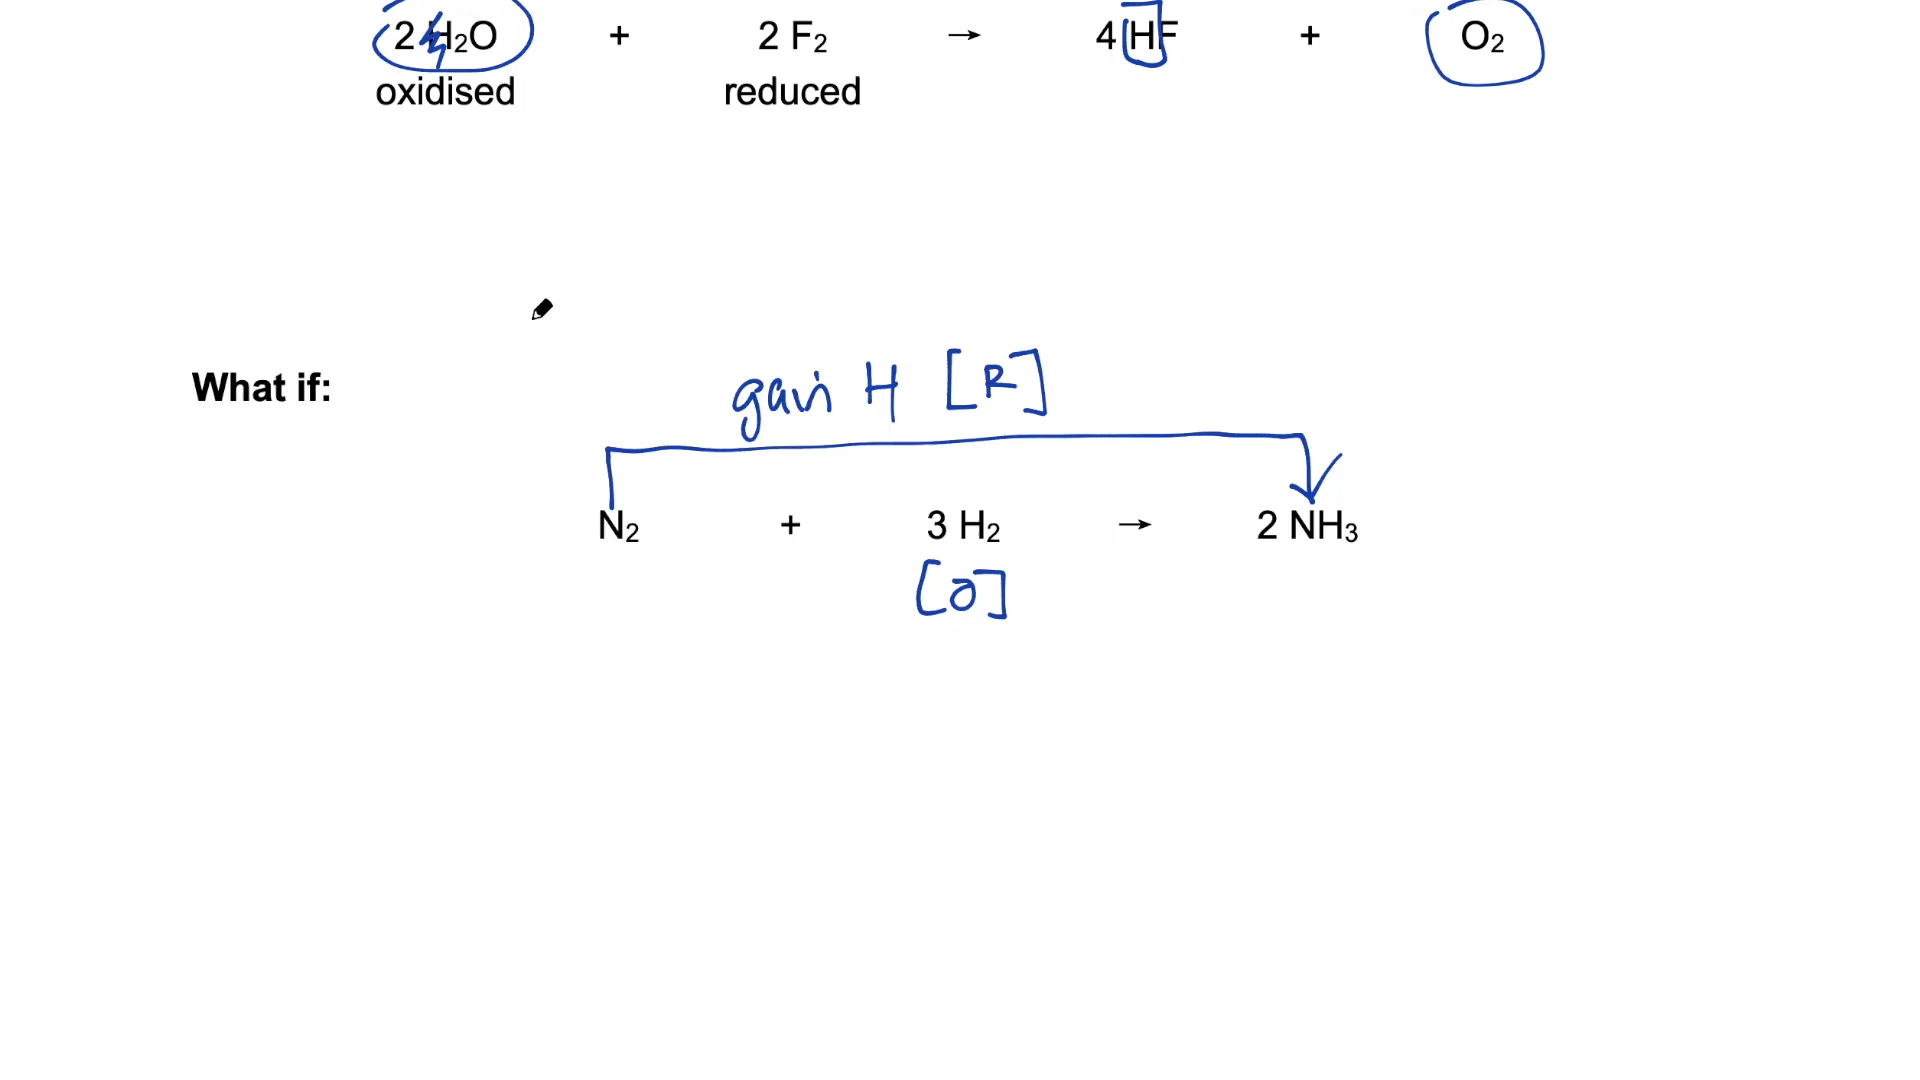 2 H₂O + 2 F₂ → 4 HF + O₂
oxidised reduced
What if:
gain H [R]
N₂ + 3 H₂ → 2 NH₃
[O]